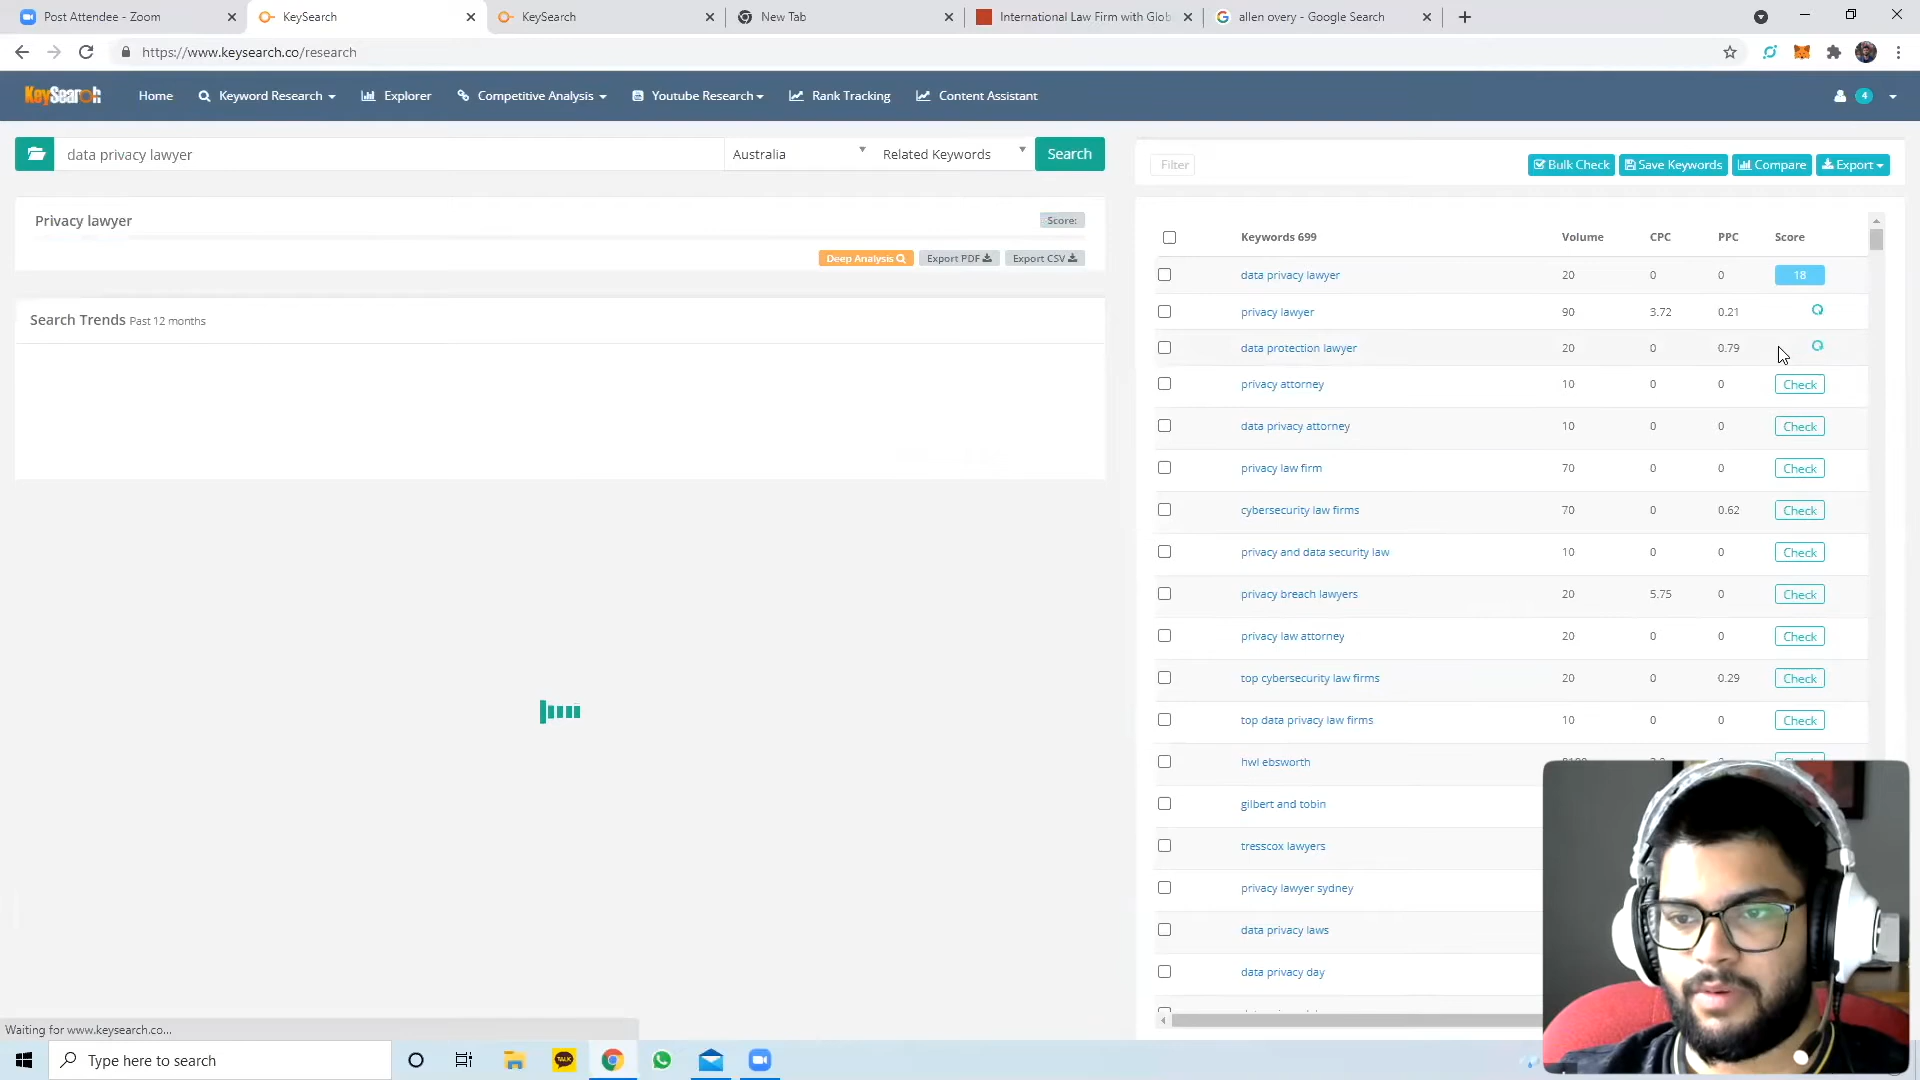 Post Attendee - Zoom
KeySearch
KeySearch
New Tab
International Law Firm with Glob
allen overy - Google Search
https://www.keysearch.co/research
KeySearch
Home
Keyword Research
Explorer
Competitive Analysis
Youtube Research
Rank Tracking
Content Assistant
4
data privacy lawyer
Australia
Related Keywords
Search
Filter
Bulk Check
Save Keywords
Compare
Export
Privacy lawyer
Score:
Deep Analysis
Export PDF
Export CSV
Search Trends Past 12 months
Keywords 699 Volume CPC PPC Score
data privacy lawyer 20 0 0 18
privacy lawyer 90 3.72 0.21
data protection lawyer 20 0 0.79
privacy attorney 10 0 0 Check
data privacy attorney 10 0 0 Check
privacy law firm 70 0 0 Check
cybersecurity law firms 70 0 0.62 Check
privacy and data security law 10 0 0 Check
privacy breach lawyers 20 5.75 0 Check
privacy law attorney 20 0 0 Check
top cybersecurity law firms 20 0 0.29 Check
top data privacy law firms 10 0 0 Check
hwl ebsworth
gilbert and tobin
tresscox lawyers
privacy lawyer sydney
data privacy laws
data privacy day
Waiting for www.keysearch.co...
Type here to search
TALK